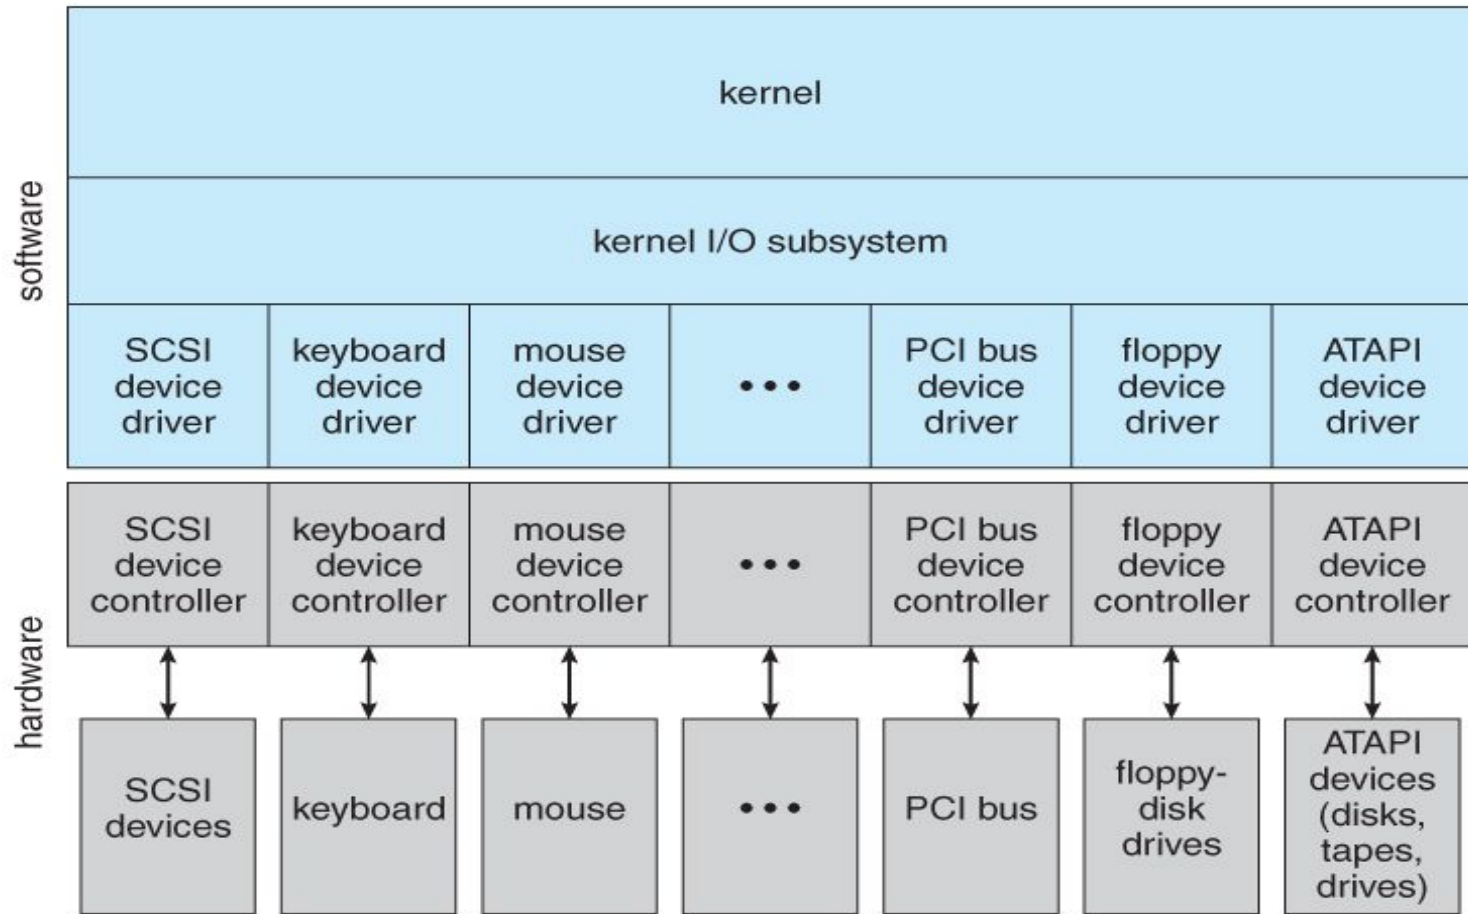 kernel
software
kernel I/O subsystem
SCSI
device
driver
keyboard
device
driver
mouse
device
driver
•••
PCI bus
device
driver
floppy
device
driver
ATAPI
device
driver
hardware
SCSI
device
controller
keyboard
device
controller
mouse
device
controller
•••
PCI bus
device
controller
floppy
device
controller
ATAPI
device
controller
SCSI
devices
keyboard
mouse
•••
PCI bus
floppy-
disk
drives
ATAPI
devices
(disks,
tapes,
drives)